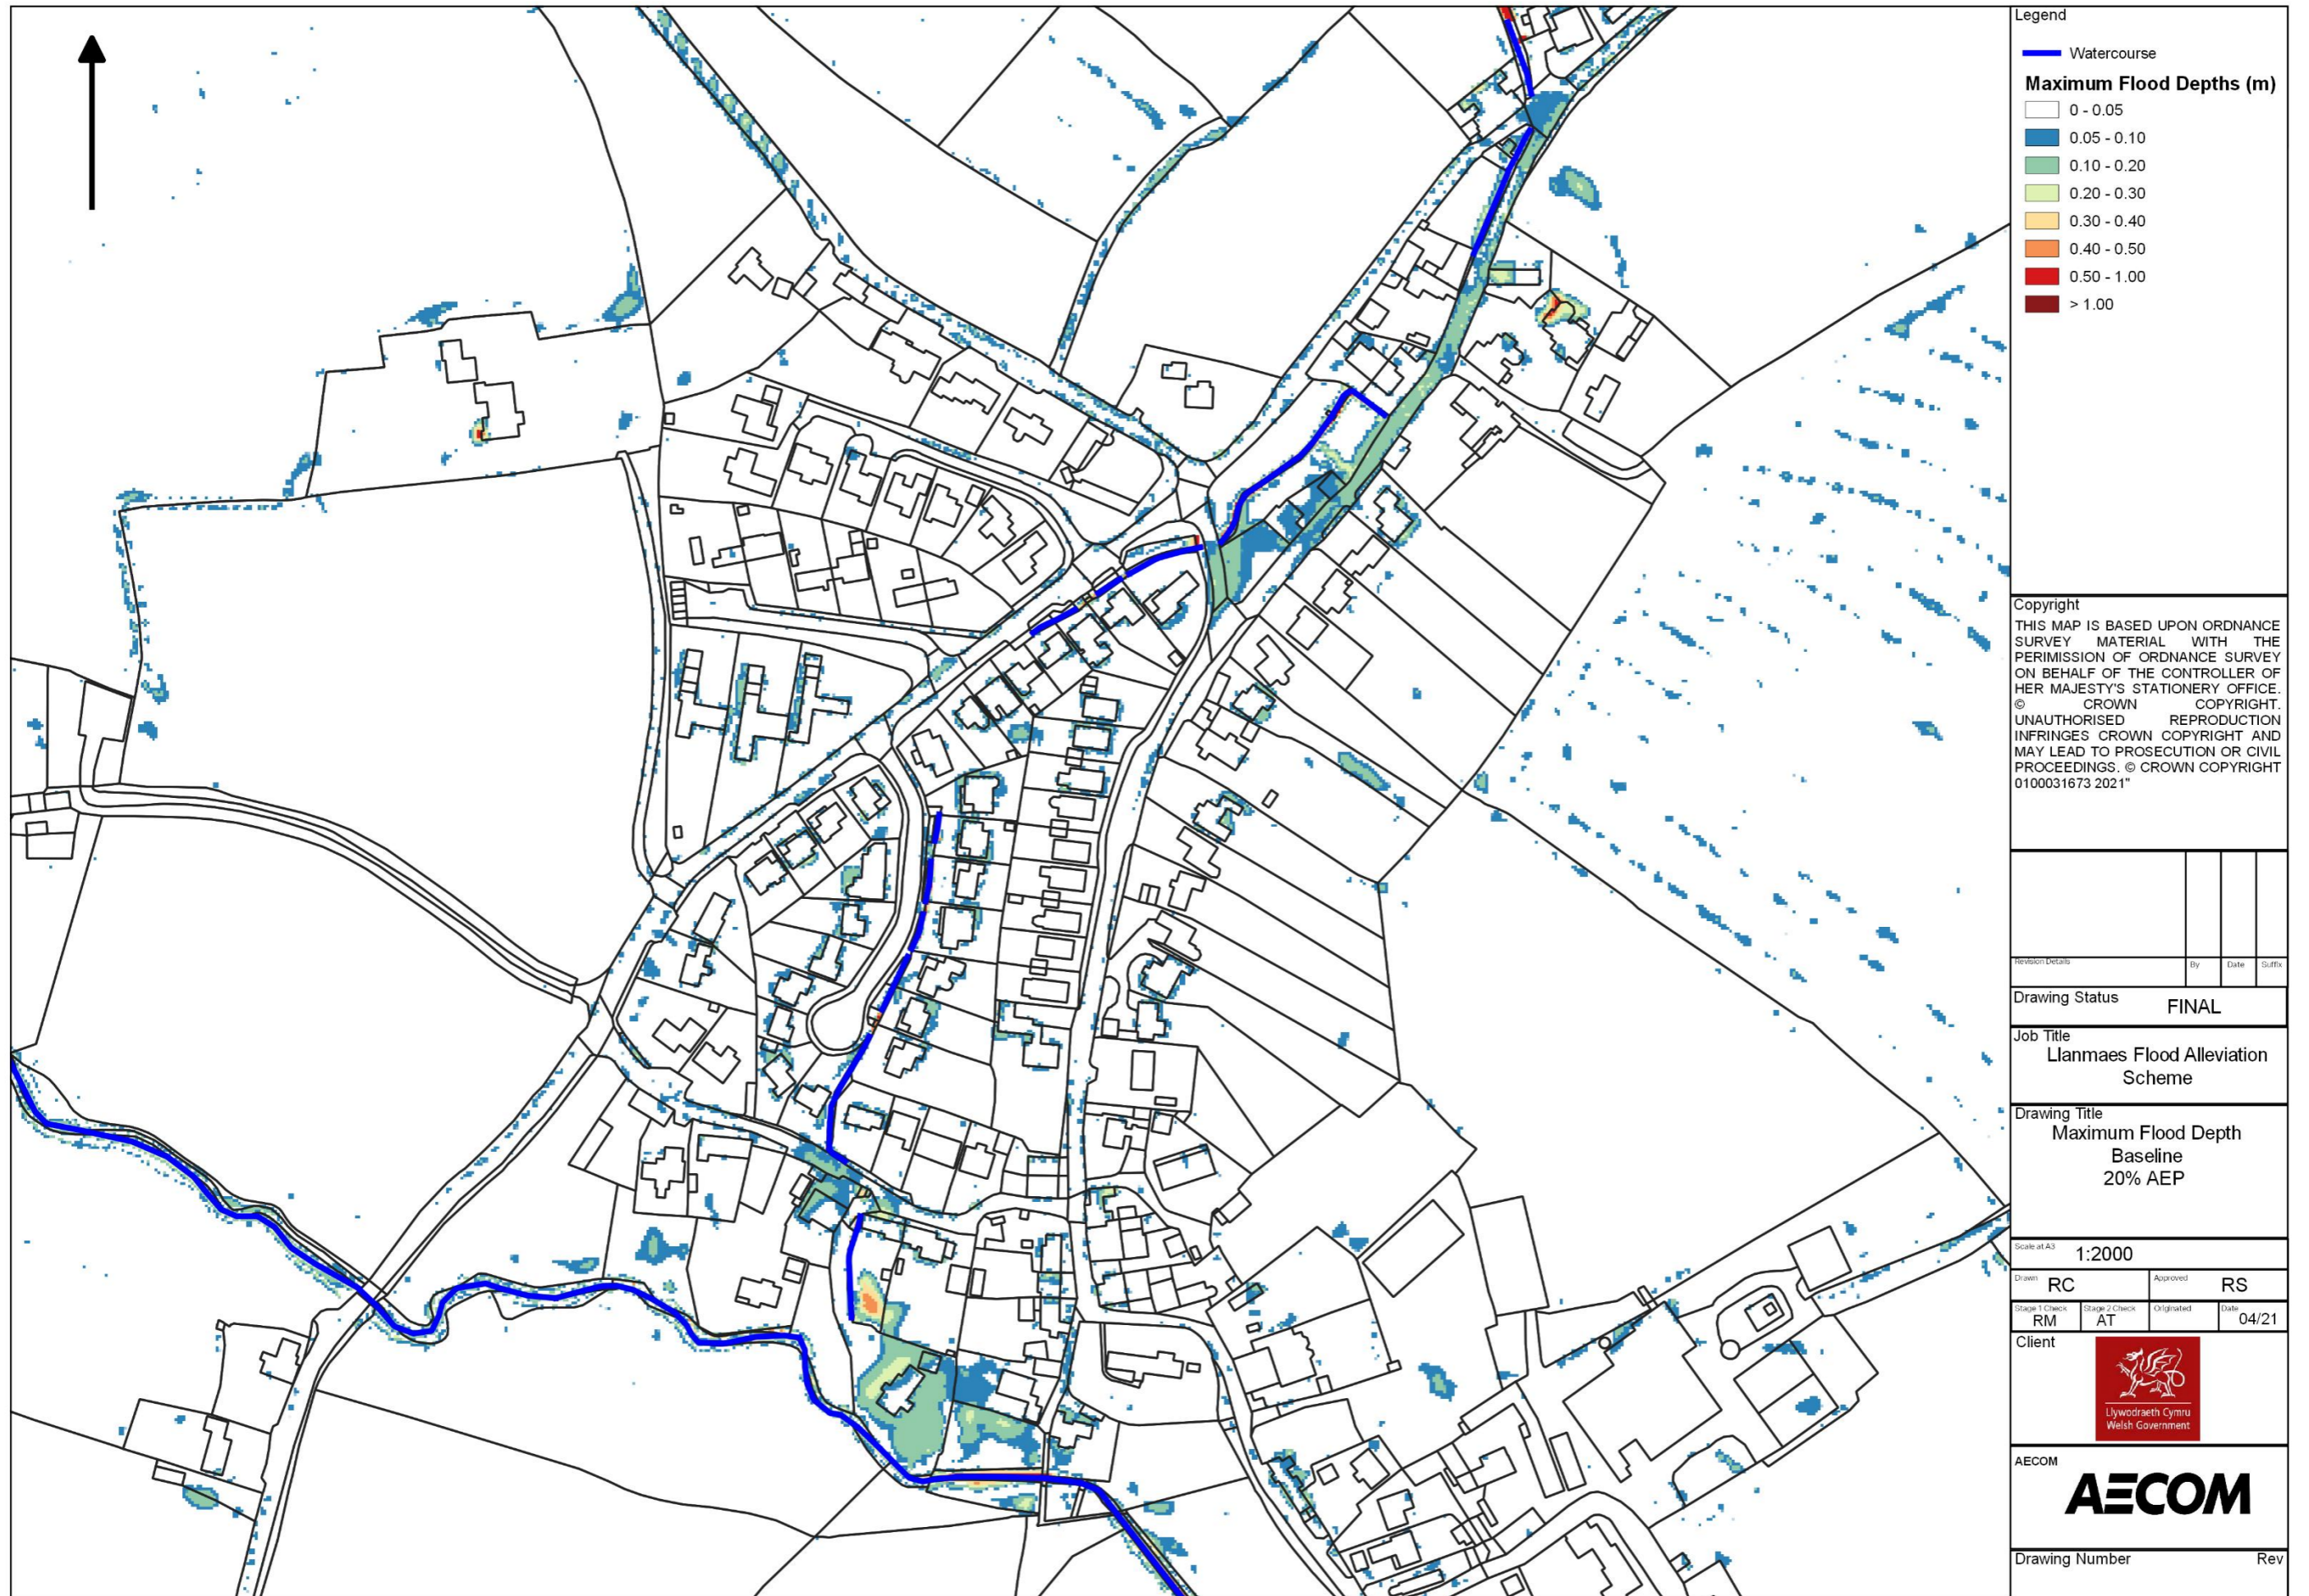 Legend
Watercourse
Maximum Flood Depths (m)
0 - 0.05
0.05 - 0.10
0.10 - 0.20
0.20 - 0.30
0.30 - 0.40
0.40 - 0.50
0.50 - 1.00
> 1.00
Copyright
THIS MAP IS BASED UPON ORDNANCE
SURVEY MATERIAL WITH THE
PERIMISSION OF ORDNANCE SURVEY
ON BEHALF OF THE CONTROLLER OF
HER MAJESTY'S STATIONERY OFFICE.
© CROWN COPYRIGHT.
UNAUTHORISED REPRODUCTION
INFRINGES CROWN COPYRIGHT AND
MAY LEAD TO PROSECUTION OR CIVIL
PROCEEDINGS. © CROWN COPYRIGHT
0100031673 2021"
Revision Details By Date Suffix
Drawing Status FINAL
Job Title
Llanmaes Flood Alleviation
Scheme
Drawing Title
Maximum Flood Depth
Baseline
20% AEP
Scale at A3 1:2000
Drawn RC Approved RS
Stage 1 Check RM Stage 2 Check AT Originated Date 04/21
Client
Llywodraeth Cymru
Welsh Government
AECOM
AECOM
Drawing Number Rev